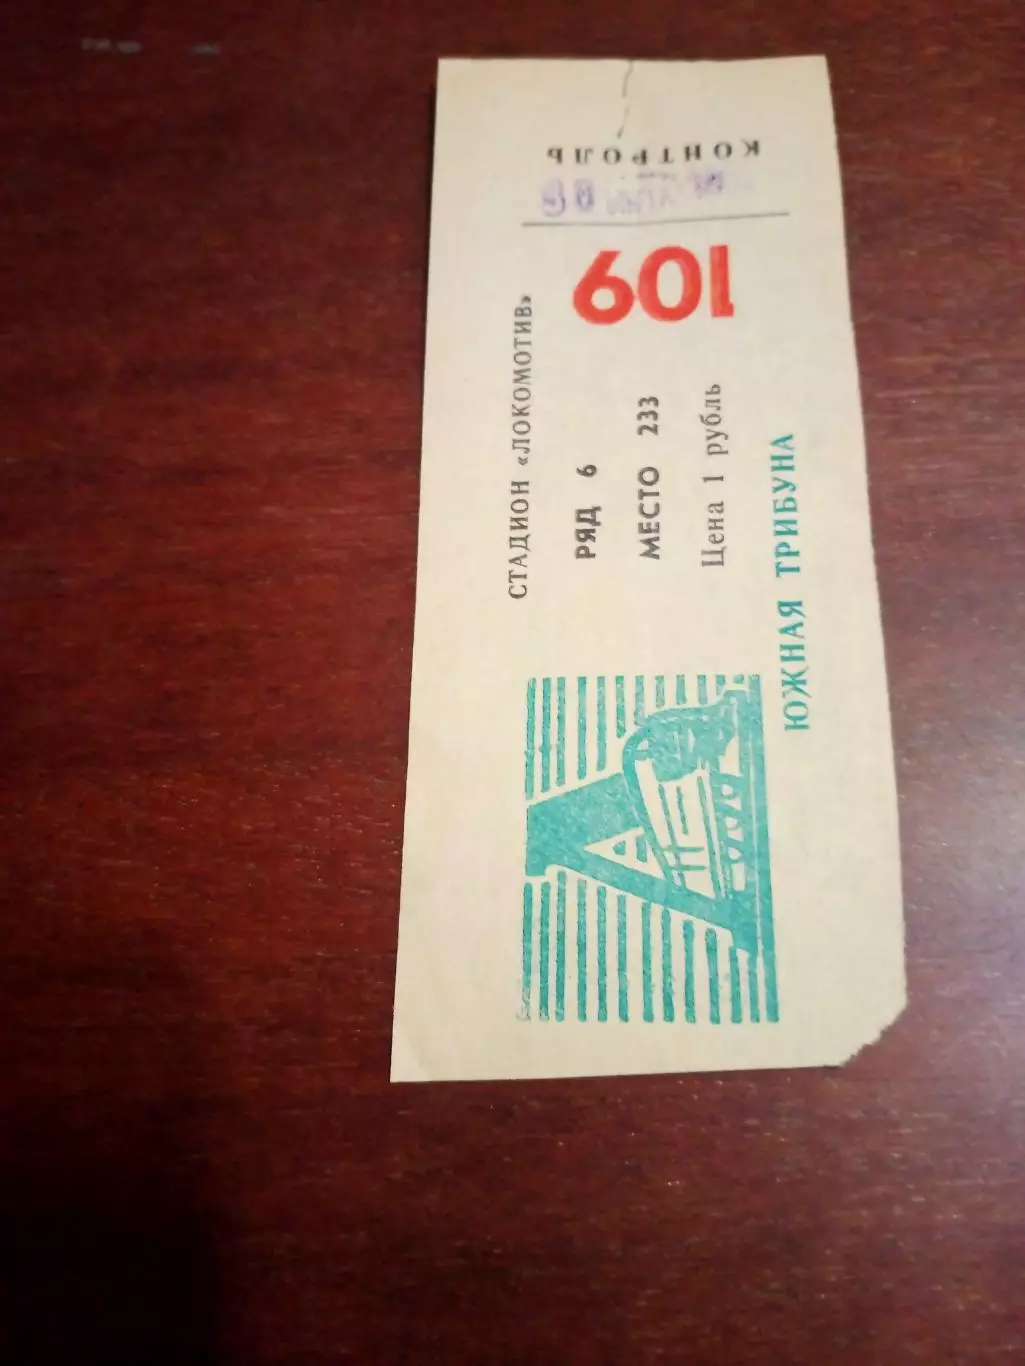 КОНТРОЛЬ
109
СТАДИОН «ЛОКОМОТИВ»
РЯД 6
МЕСТО 233
Цена 1 рубль
ЮЖНАЯ ТРИБУНА